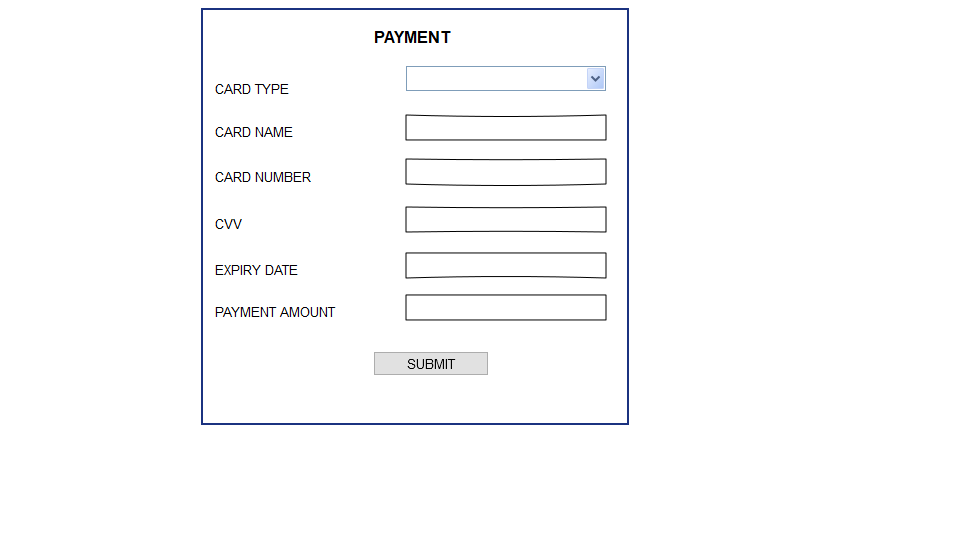 PAYMENT
CARD TYPE
CARD NAME
CARD NUMBER
CVV
EXPIRY DATE
PAYMENT AMOUNT
SUBMIT